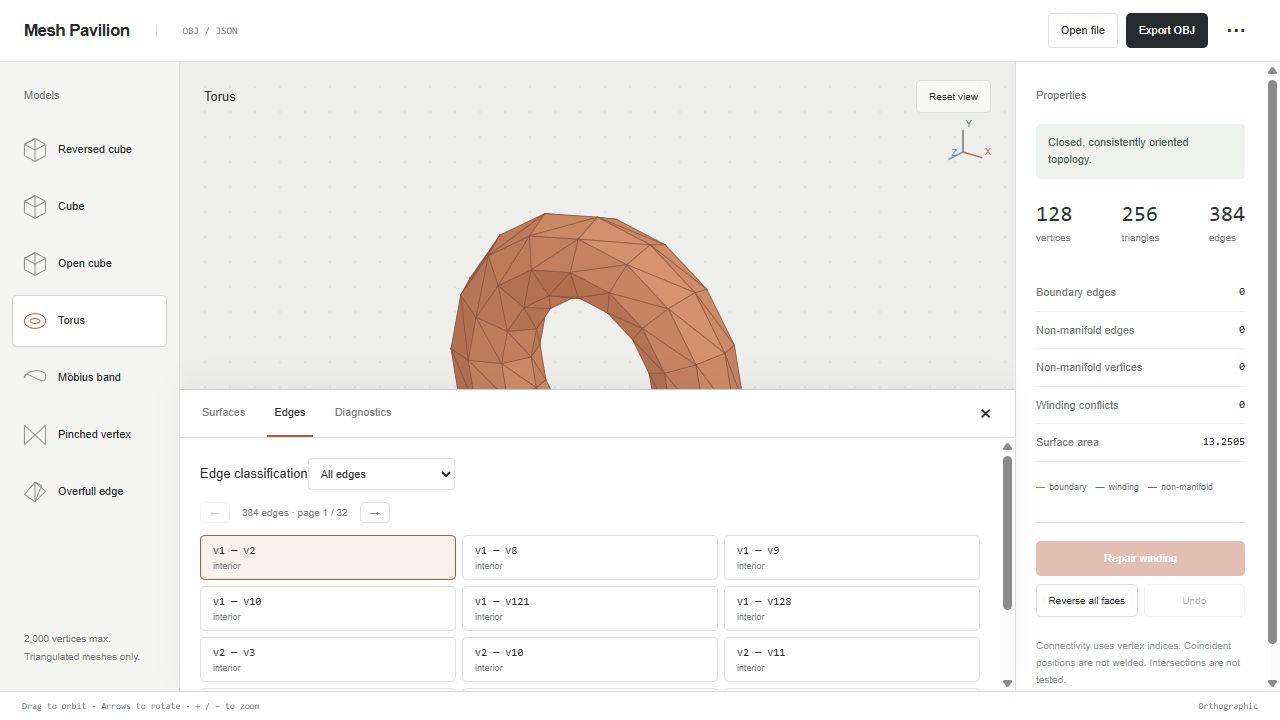 Mesh Pavilion
OBJ / JSON
Open file
Export OBJ
Models
Reversed cube
Cube
Open cube
Torus
Möbius band
Pinched vertex
Overfull edge
2,000 vertices max.
Triangulated meshes only.
Torus
Reset view
Y
Z
X
Surfaces
Edges
Diagnostics
Edge classification
All edges
← 384 edges · page 1 / 32 →
v1 — v2
interior
v1 — v8
interior
v1 — v9
interior
v1 — v10
interior
v1 — v121
interior
v1 — v128
interior
v2 — v3
interior
v2 — v10
interior
v2 — v11
interior
Properties
Closed, consistently oriented
topology.
128
vertices
256
triangles
384
edges
Boundary edges 0
Non-manifold edges 0
Non-manifold vertices 0
Winding conflicts 0
Surface area 13.2505
boundary
winding
non-manifold
Repair winding
Reverse all faces
Undo
Connectivity uses vertex indices. Coincident
positions are not welded. Intersections are not
tested.
Drag to orbit · Arrows to rotate · + / − to zoom
Orthographic